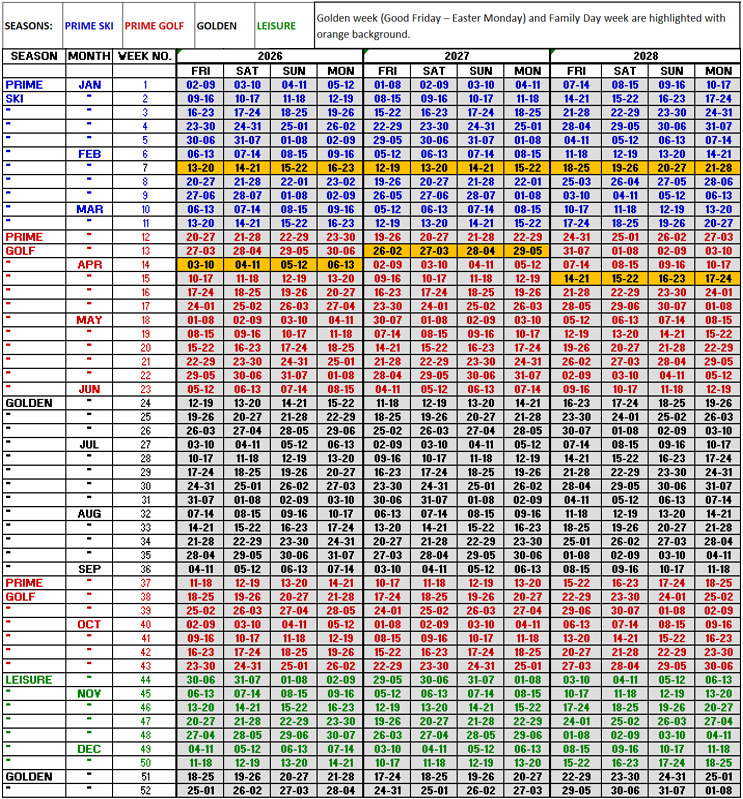 SEASONS: PRIME SKI PRIME GOLF GOLDEN LEISURE Golden week (Good Friday – Easter Monday) and Family Day week are highlighted with
orange background.
SEASON MONTH WEEK NO. 2026 2027 2028
FRI SAT SUN MON FRI SAT SUN MON FRI SAT SUN MON
PRIME JAN 1 02-09 03-10 04-11 05-12 01-08 02-09 03-10 04-11 07-14 08-15 09-16 10-17
SKI " 2 09-16 10-17 11-18 12-19 08-15 09-16 10-17 11-18 14-21 15-22 16-23 17-24
" " 3 16-23 17-24 18-25 19-26 15-22 16-23 17-24 18-25 21-28 22-29 23-30 24-31
" " 4 23-30 24-31 25-01 26-02 22-29 23-30 24-31 25-01 28-04 29-05 30-06 31-07
" " 5 30-06 31-07 01-08 02-09 29-05 30-06 31-07 01-08 04-11 05-12 06-13 07-14
" FEB 6 06-13 07-14 08-15 09-16 05-12 06-13 07-14 08-15 11-18 12-19 13-20 14-21
" " 7 13-20 14-21 15-22 16-23 12-19 13-20 14-21 15-22 18-25 19-26 20-27 21-28
" " 8 20-27 21-28 22-01 23-02 19-26 20-27 21-28 22-01 25-03 26-04 27-05 28-06
" " 9 27-06 28-07 01-08 02-09 26-05 27-06 28-07 01-08 03-10 04-11 05-12 06-13
" MAR 10 06-13 07-14 08-15 09-16 05-12 06-13 07-14 08-15 10-17 11-18 12-19 13-20
" " 11 13-20 14-21 15-22 16-23 12-19 13-20 14-21 15-22 17-24 18-25 19-26 20-27
PRIME " 12 20-27 21-28 22-29 23-30 19-26 20-27 21-28 22-29 24-31 25-01 26-02 27-03
GOLF " 13 27-03 28-04 29-05 30-06 26-02 27-03 28-04 29-05 31-07 01-08 02-09 03-10
" APR 14 03-10 04-11 05-12 06-13 02-09 03-10 04-11 05-12 07-14 08-15 09-16 10-17
" " 15 10-17 11-18 12-19 13-20 09-16 10-17 11-18 12-19 14-21 15-22 16-23 17-24
" " 16 17-24 18-25 19-26 20-27 16-23 17-24 18-25 19-26 21-28 22-29 23-30 24-01
" " 17 24-01 25-02 26-03 27-04 23-30 24-01 25-02 26-03 28-05 29-06 30-07 01-08
" MAY 18 01-08 02-09 03-10 04-11 30-07 01-08 02-09 03-10 05-12 06-13 07-14 08-15
" " 19 08-15 09-16 10-17 11-18 07-14 08-15 09-16 10-17 12-19 13-20 14-21 15-22
" " 20 15-22 16-23 17-24 18-25 14-21 15-22 16-23 17-24 19-26 20-27 21-28 22-29
" " 21 22-29 23-30 24-31 25-01 21-28 22-29 23-30 24-31 26-02 27-03 28-04 29-05
" " 22 29-05 30-06 31-07 01-08 28-04 29-05 30-06 31-07 02-09 03-10 04-11 05-12
" JUN 23 05-12 06-13 07-14 08-15 04-11 05-12 06-13 07-14 09-16 10-17 11-18 12-19
GOLDEN " 24 12-19 13-20 14-21 15-22 11-18 12-19 13-20 14-21 16-23 17-24 18-25 19-26
" " 25 19-26 20-27 21-28 22-29 18-25 19-26 20-27 21-28 23-30 24-01 25-02 26-03
" " 26 26-03 27-04 28-05 29-06 25-02 26-03 27-04 28-05 30-07 01-08 02-09 03-10
" JUL 27 03-10 04-11 05-12 06-13 02-09 03-10 04-11 05-12 07-14 08-15 09-16 10-17
" " 28 10-17 11-18 12-19 13-20 09-16 10-17 11-18 12-19 14-21 15-22 16-23 17-24
" " 29 17-24 18-25 19-26 20-27 16-23 17-24 18-25 19-26 21-28 22-29 23-30 24-31
" " 30 24-31 25-01 26-02 27-03 23-30 24-31 25-01 26-02 28-04 29-05 30-06 31-07
" " 31 31-07 01-08 02-09 03-10 30-06 31-07 01-08 02-09 04-11 05-12 06-13 07-14
" AUG 32 07-14 08-15 09-16 10-17 06-13 07-14 08-15 09-16 11-18 12-19 13-20 14-21
" " 33 14-21 15-22 16-23 17-24 13-20 14-21 15-22 16-23 18-25 19-26 20-27 21-28
" " 34 21-28 22-29 23-30 24-31 20-27 21-28 22-29 23-30 25-01 26-02 27-03 28-04
" " 35 28-04 29-05 30-06 31-07 27-03 28-04 29-05 30-06 01-08 02-09 03-10 04-11
" SEP 36 04-11 05-12 06-13 07-14 03-10 04-11 05-12 06-13 08-15 09-16 10-17 11-18
PRIME " 37 11-18 12-19 13-20 14-21 10-17 11-18 12-19 13-20 15-22 16-23 17-24 18-25
GOLF " 38 18-25 19-26 20-27 21-28 17-24 18-25 19-26 20-27 22-29 23-30 24-01 25-02
" " 39 25-02 26-03 27-04 28-05 24-01 25-02 26-03 27-04 29-06 30-07 01-08 02-09
" OCT 40 02-09 03-10 04-11 05-12 01-08 02-09 03-10 04-11 06-13 07-14 08-15 09-16
" " 41 09-16 10-17 11-18 12-19 08-15 09-16 10-17 11-18 13-20 14-21 15-22 16-23
" " 42 16-23 17-24 18-25 19-26 15-22 16-23 17-24 18-25 20-27 21-28 22-29 23-30
" " 43 23-30 24-31 25-01 26-02 22-29 23-30 24-31 25-01 27-03 28-04 29-05 30-06
LEISURE " 44 30-06 31-07 01-08 02-09 29-05 30-06 31-07 01-08 03-10 04-11 05-12 06-13
" NOV 45 06-13 07-14 08-15 09-16 05-12 06-13 07-14 08-15 10-17 11-18 12-19 13-20
" " 46 13-20 14-21 15-22 16-23 12-19 13-20 14-21 15-22 17-24 18-25 19-26 20-27
" " 47 20-27 21-28 22-29 23-30 19-26 20-27 21-28 22-29 24-01 25-02 26-03 27-04
" " 48 27-04 28-05 29-06 30-07 26-03 27-04 28-05 29-06 01-08 02-09 03-10 04-11
" DEC 49 04-11 05-12 06-13 07-14 03-10 04-11 05-12 06-13 08-15 09-16 10-17 11-18
" " 50 11-18 12-19 13-20 14-21 10-17 11-18 12-19 13-20 15-22 16-23 17-24 18-25
GOLDEN " 51 18-25 19-26 20-27 21-28 17-24 18-25 19-26 20-27 22-29 23-30 24-31 25-01
" " 52 25-01 26-02 27-03 28-04 24-31 25-01 26-02 27-03 29-05 30-06 31-07 01-08